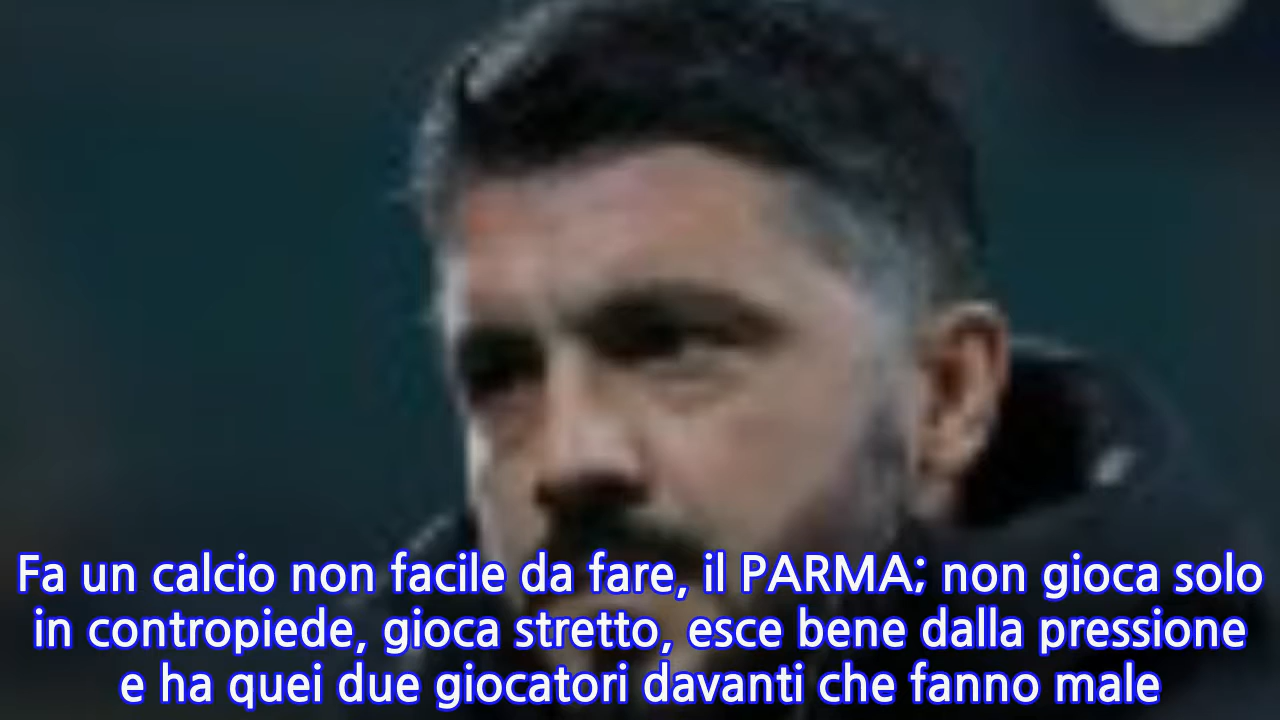 Fa un calcio non facile da fare, il PARMA; non gioca solo
in contropiede, gioca stretto, esce bene dalla pressione
e ha quei due giocatori davanti che fanno male